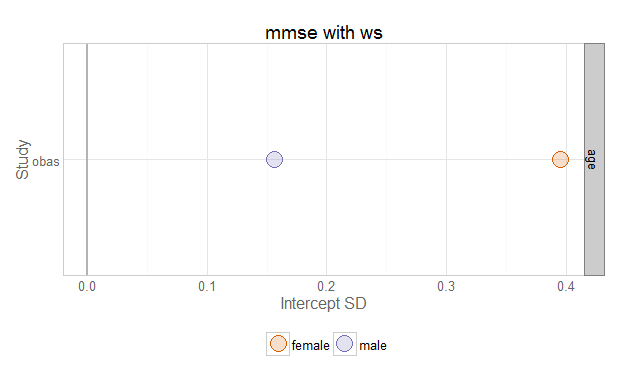 mmse with ws
Study
obas
age
0.0 0.1 0.2 0.3 0.4
Intercept SD
female male